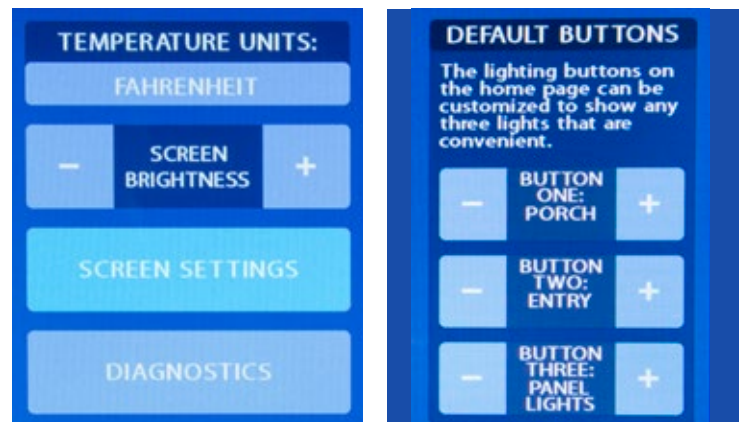 TEMPERATURE UNITS:
FAHRENHEIT
−
SCREEN
BRIGHTNESS
+
SCREEN SETTINGS
DIAGNOSTICS
DEFAULT BUTTONS
The lighting buttons on
the home page can be
customized to show any
three lights that are
convenient.
−
BUTTON
ONE:
PORCH
+
−
BUTTON
TWO:
ENTRY
+
−
BUTTON
THREE:
PANEL
LIGHTS
+